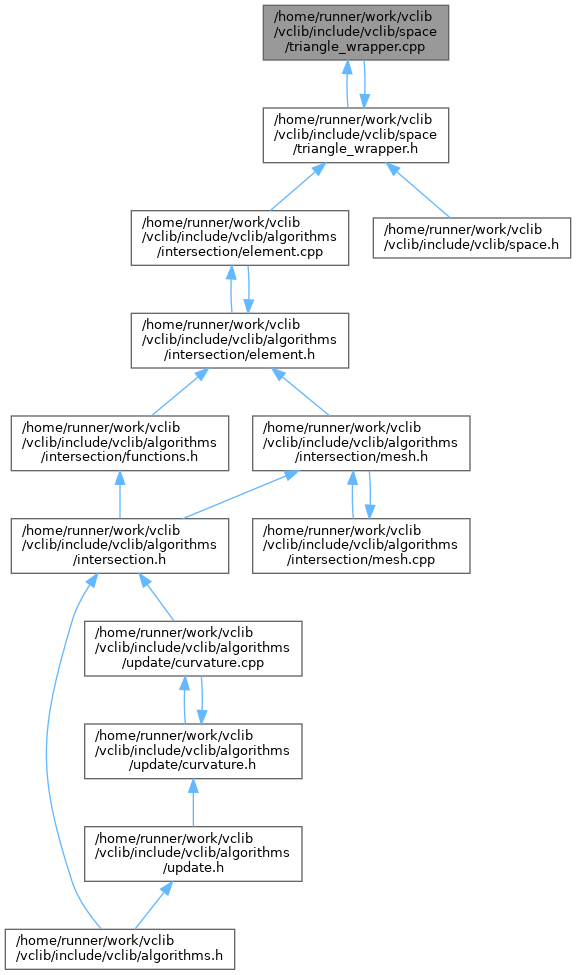 /home/runner/work/vclib
/vclib/include/vclib/space
/triangle_wrapper.cpp
/home/runner/work/vclib
/vclib/include/vclib/space
/triangle_wrapper.h
/home/runner/work/vclib
/vclib/include/vclib/algorithms
/intersection/element.cpp
/home/runner/work/vclib
/vclib/include/vclib/space.h
/home/runner/work/vclib
/vclib/include/vclib/algorithms
/intersection/element.h
/home/runner/work/vclib
/vclib/include/vclib/algorithms
/intersection/functions.h
/home/runner/work/vclib
/vclib/include/vclib/algorithms
/intersection/mesh.h
/home/runner/work/vclib
/vclib/include/vclib/algorithms
/intersection.h
/home/runner/work/vclib
/vclib/include/vclib/algorithms
/intersection/mesh.cpp
/home/runner/work/vclib
/vclib/include/vclib/algorithms
/update/curvature.cpp
/home/runner/work/vclib
/vclib/include/vclib/algorithms
/update/curvature.h
/home/runner/work/vclib
/vclib/include/vclib/algorithms
/update.h
/home/runner/work/vclib
/vclib/include/vclib/algorithms.h